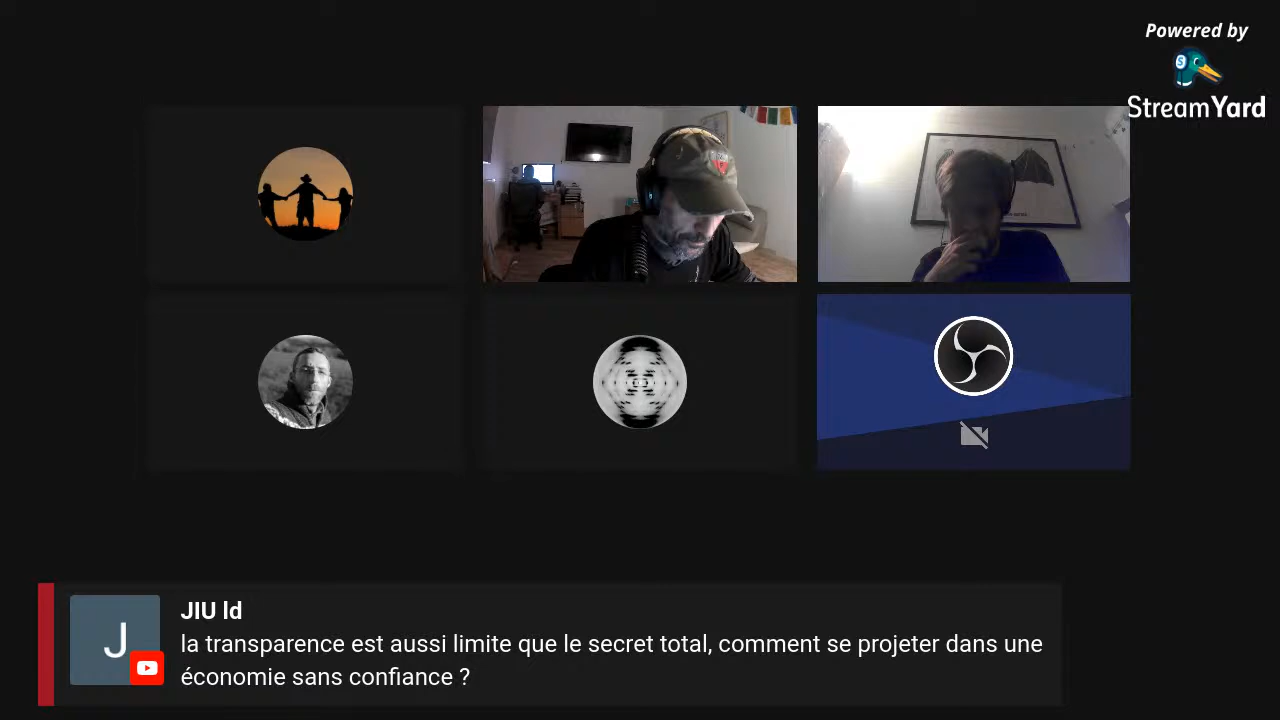 Powered by
StreamYard
J
JIU ld
la transparence est aussi limite que le secret total, comment se projeter dans une
économie sans confiance ?